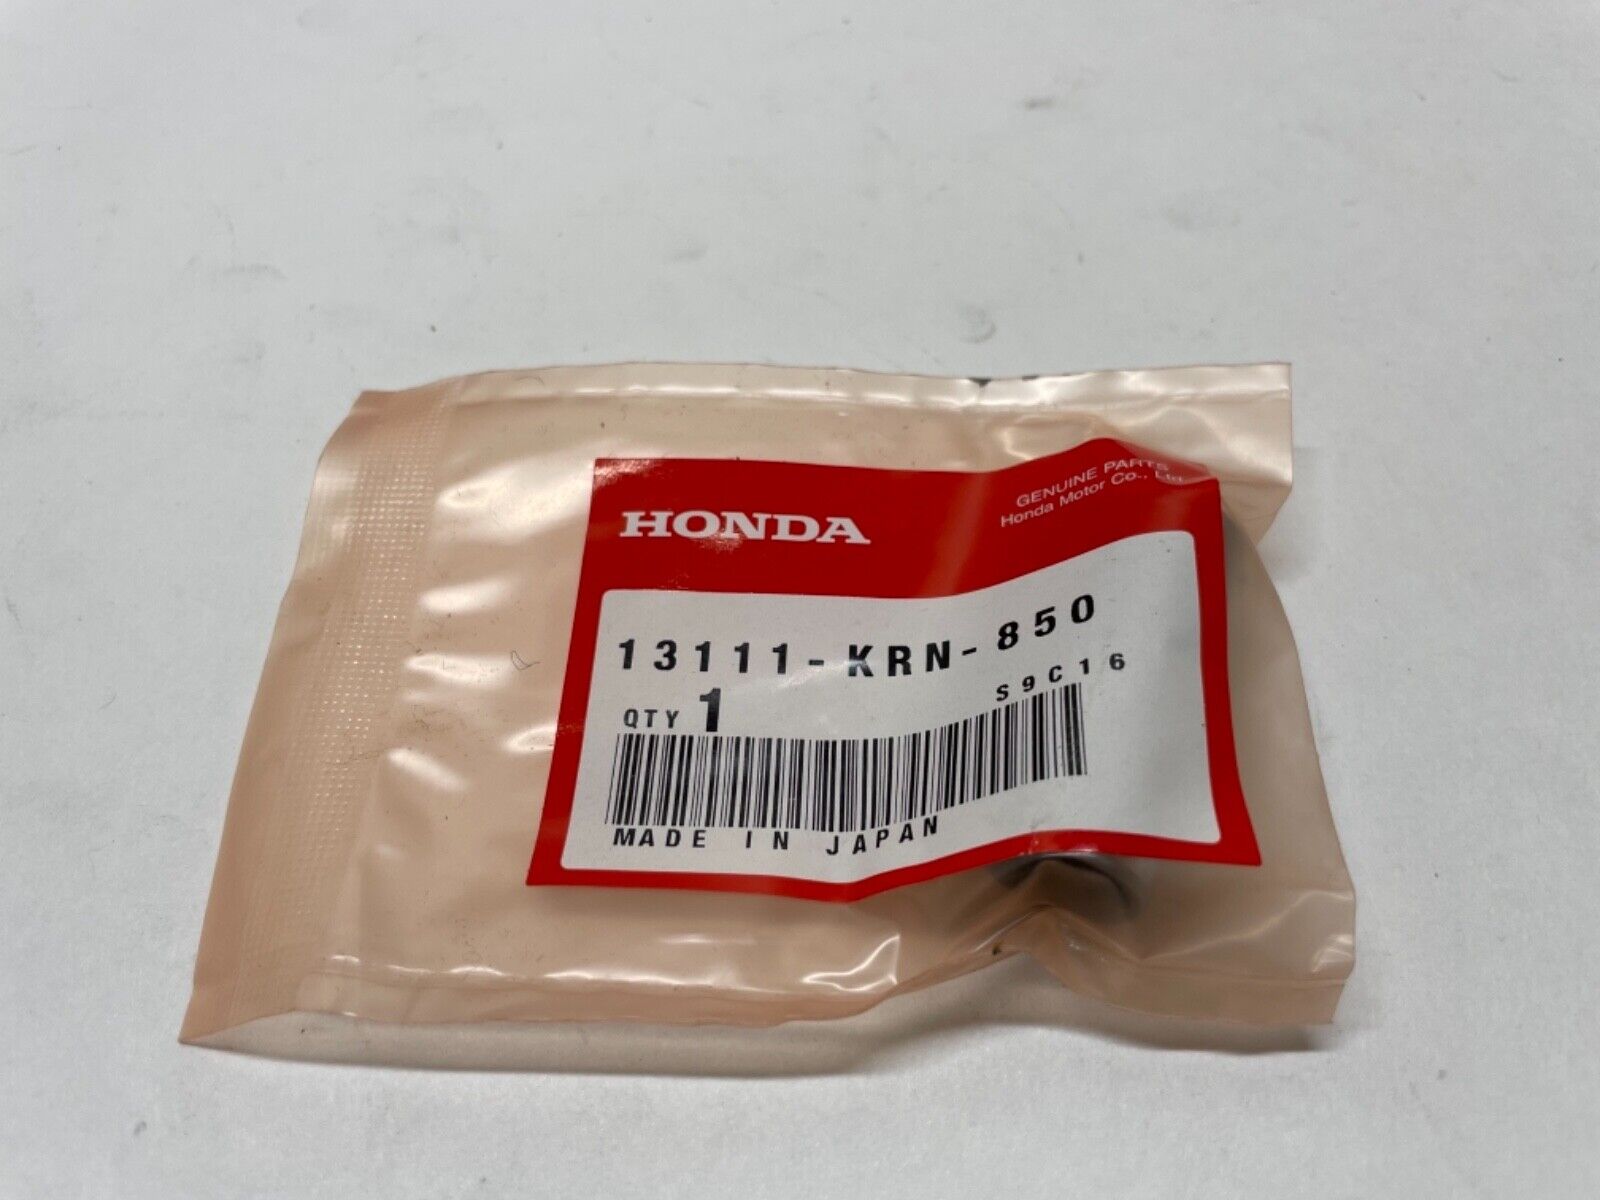 HONDA
GENUINE PARTS
Honda Motor Co., Ltd.
13111-KRN-850
QTY 1
S9C16
MADE IN JAPAN